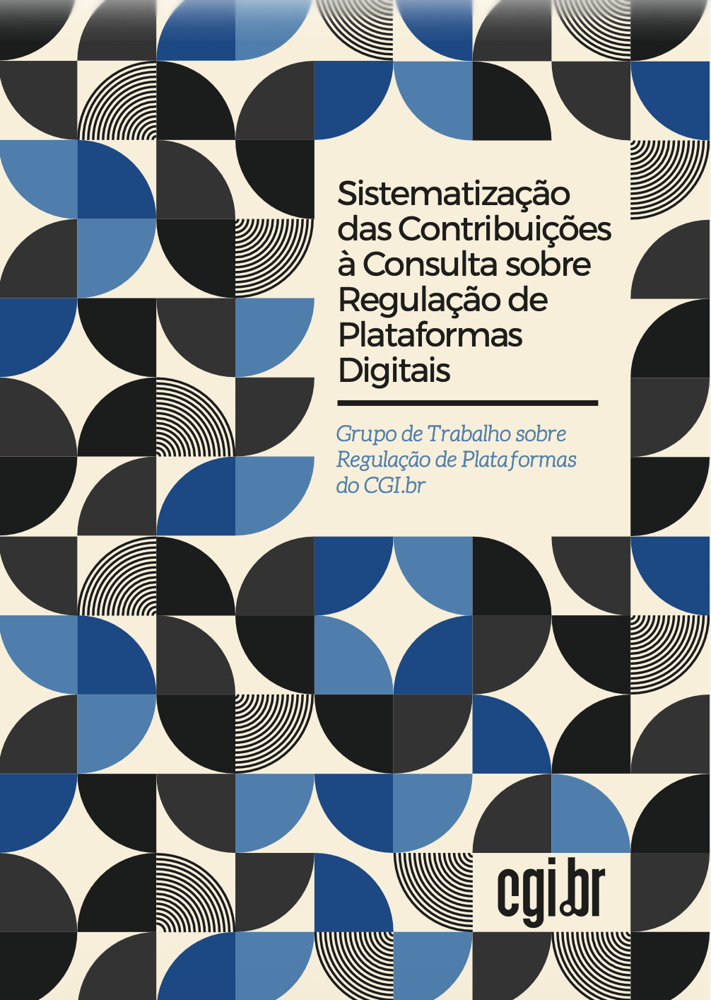 Sistematização
das Contribuições
à Consulta sobre
Regulação de
Plataformas
Digitais
Grupo de Trabalho sobre
Regulação de Plataformas
do CGI.br
cgi.br